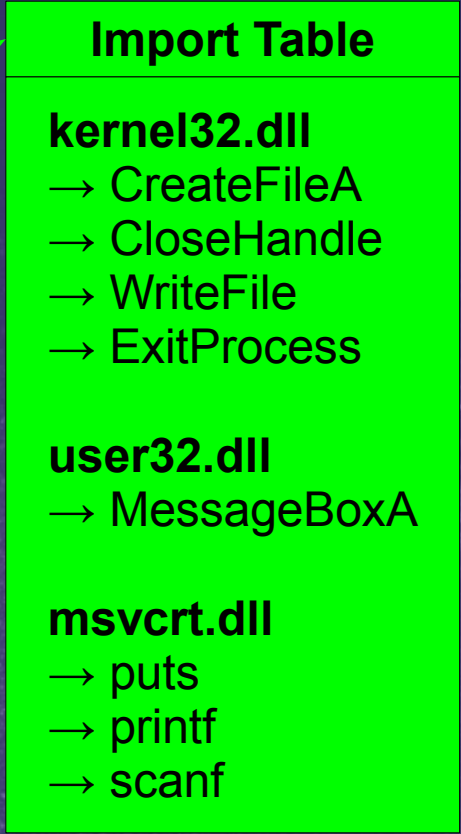 Import Table
kernel32.dll
→ CreateFileA
→ CloseHandle
→ WriteFile
→ ExitProcess
user32.dll
→ MessageBoxA
msvcrt.dll
→ puts
→ printf
→ scanf